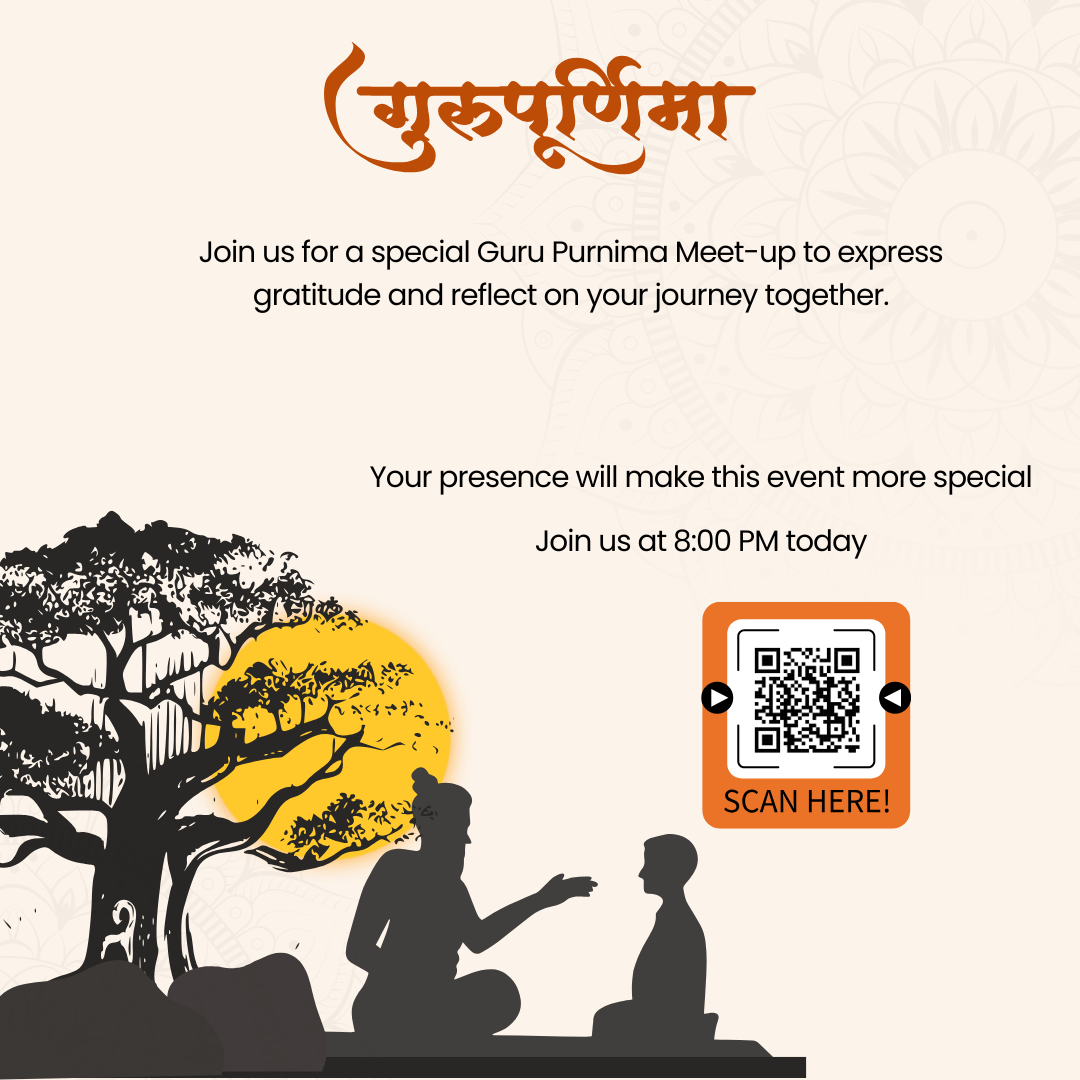 गुरुपूर्णिमा
Join us for a special Guru Purnima Meet-up to express
gratitude and reflect on your journey together.
Your presence will make this event more special
Join us at 8:00 PM today
SCAN HERE!